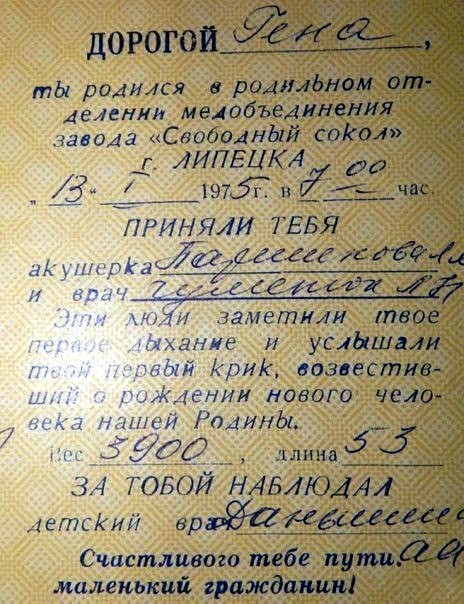 ДОРОГОЙ Гена,
ты родился в родильном от-
делении медобъединения
завода «Свободный сокол»
г. ЛИПЕЦКА
„13" I 1975г. в 7 00 час.
ПРИНЯЛИ ТЕБЯ
акушерка
и врач
Эти люди заметили твое
первое дыхание и услышали
твой первый крик, возвестив-
ший о рождении нового чело-
века нашей Родины.
Вес 3900, длина 53
ЗА ТОБОЙ НАБЛЮДАЛ
детский врач
Счастливого тебе пути,
маленький гражданин!